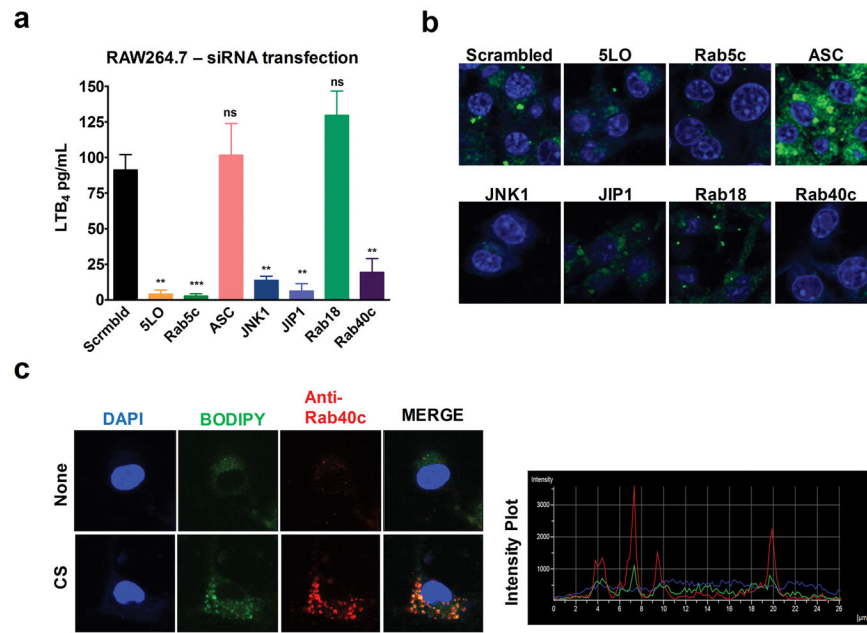 a
RAW264.7 – siRNA transfection
LTB4 pg/mL
150
125
100
75
50
25
0
ns
ns
**
***
**
**
**
Scrmbld
5LO
Rab5c
ASC
JNK1
JIP1
Rab18
Rab40c
b
Scrambled 5LO Rab5c ASC
JNK1 JIP1 Rab18 Rab40c
c
DAPI BODIPY Anti-
Rab40c MERGE
None
CS
Intensity Plot
Intensity
3000
2000
1000
0 2 4 6 8 10 12 14 16 18 20 22 24 26